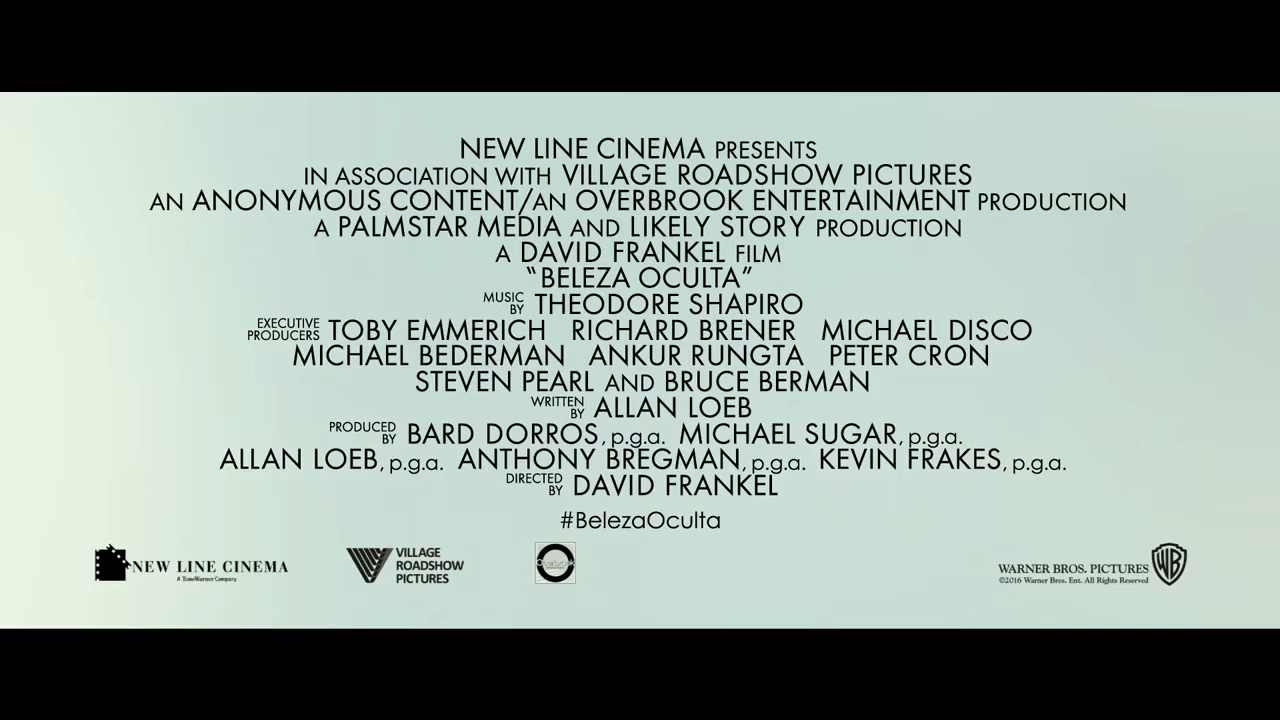 NEW LINE CINEMA PRESENTS
IN ASSOCIATION WITH VILLAGE ROADSHOW PICTURES
AN ANONYMOUS CONTENT/AN OVERBROOK ENTERTAINMENT PRODUCTION
A PALMSTAR MEDIA AND LIKELY STORY PRODUCTION
A DAVID FRANKEL FILM
“BELEZA OCULTA”
MUSIC BY THEODORE SHAPIRO
EXECUTIVE PRODUCERS TOBY EMMERICH RICHARD BRENER MICHAEL DISCO
MICHAEL BEDERMAN ANKUR RUNGTA PETER CRON
STEVEN PEARL AND BRUCE BERMAN
WRITTEN BY ALLAN LOEB
PRODUCED BY BARD DORROS, p.g.a. MICHAEL SUGAR, p.g.a.
ALLAN LOEB, p.g.a. ANTHONY BREGMAN, p.g.a. KEVIN FRAKES, p.g.a.
DIRECTED BY DAVID FRANKEL
#BelezaOculta
NEW LINE CINEMA
A TimeWarner Company
VILLAGE
ROADSHOW
PICTURES
WARNER BROS. PICTURES
©2016 Warner Bros. Ent. All Rights Reserved
WB